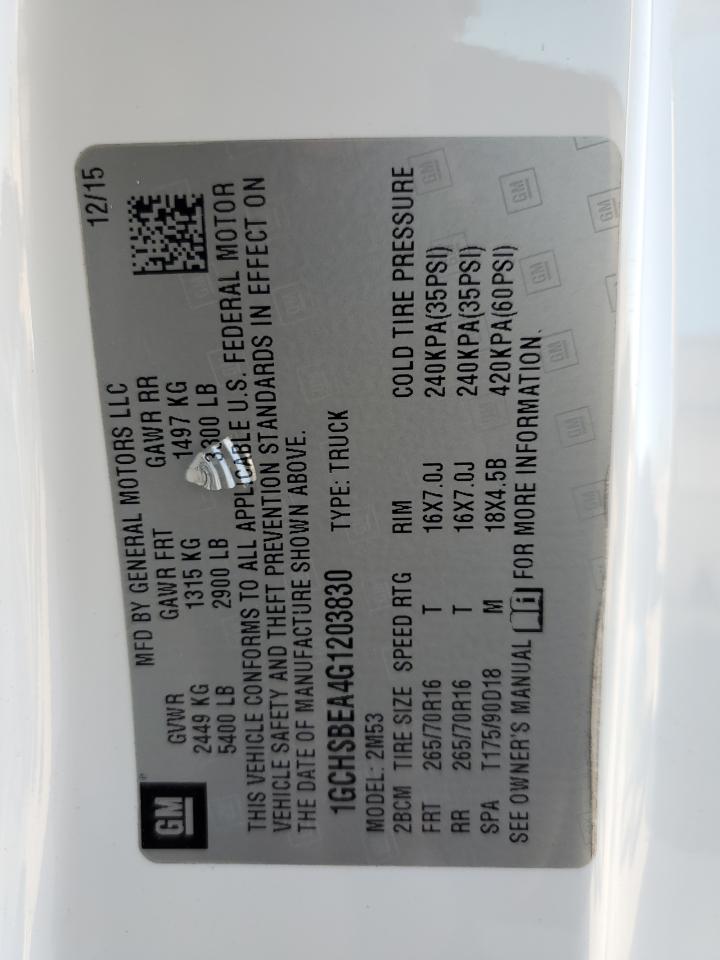 12/15
MFD BY GENERAL MOTORS LLC
GM
GVWR GAWR FRT GAWR RR
2449 KG 1315 KG 1497 KG
5400 LB 2900 LB 3300 LB
THIS VEHICLE CONFORMS TO ALL APPLICABLE U.S. FEDERAL MOTOR
VEHICLE SAFETY AND THEFT PREVENTION STANDARDS IN EFFECT ON
THE DATE OF MANUFACTURE SHOWN ABOVE.
1GCHSBEA4G1203830 TYPE: TRUCK
MODEL: 2M53
2BCM TIRE SIZE SPEED RTG RIM COLD TIRE PRESSURE
FRT 265/70R16 T 16X7.0J 240KPA(35PSI)
RR 265/70R16 T 16X7.0J 240KPA(35PSI)
SPA T175/90D18 M 18X4.5B 420KPA(60PSI)
SEE OWNER'S MANUAL FOR MORE INFORMATION.